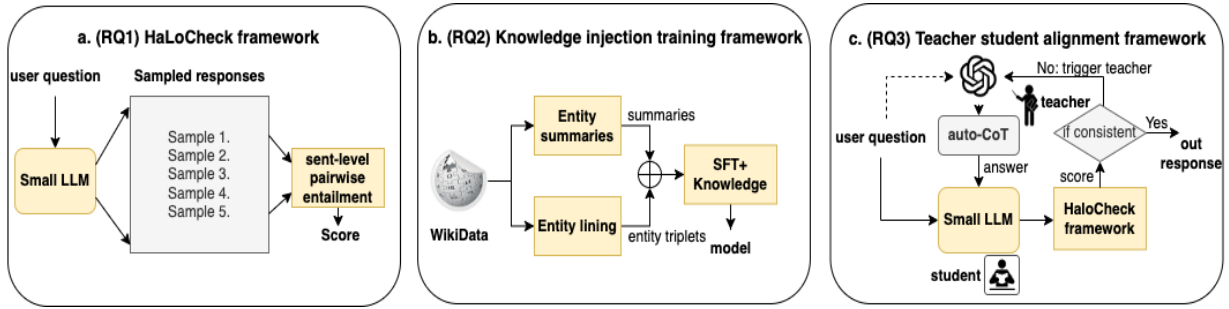 a. (RQ1) HaLoCheck framework
user question
Sampled responses
Small LLM
Sample 1.
Sample 2.
Sample 3.
Sample 4.
Sample 5.
sent-level
pairwise
entailment
Score
b. (RQ2) Knowledge injection training framework
WikiData
Entity
summaries
summaries
Entity lining
entity triplets
SFT+
Knowledge
model
c. (RQ3) Teacher student alignment framework
No: trigger teacher
teacher
user question
auto-CoT
answer
if consistent
Yes
out
response
score
Small LLM
HaloCheck
framework
student